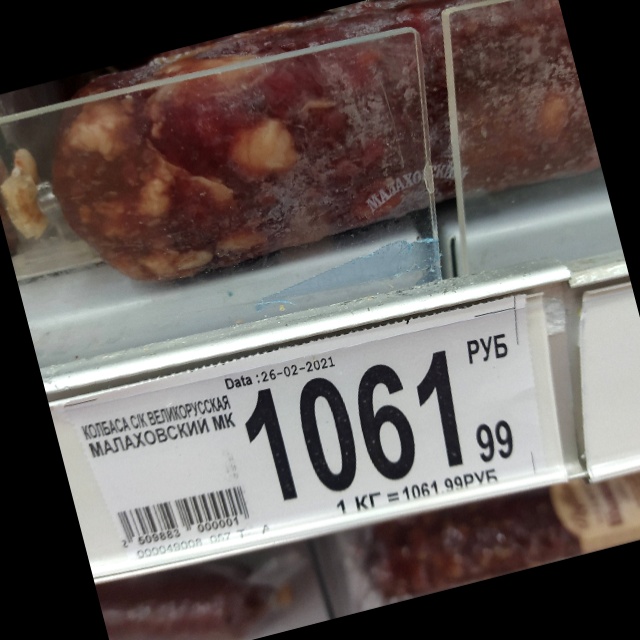 МАЛАХОВСКИЙ
Data :26-02-2021
КОЛБАСА С/К ВЕЛИКОРУССКАЯ
МАЛАХОВСКИЙ МК
1061 99 РУБ
1 КГ =1061.99РУБ